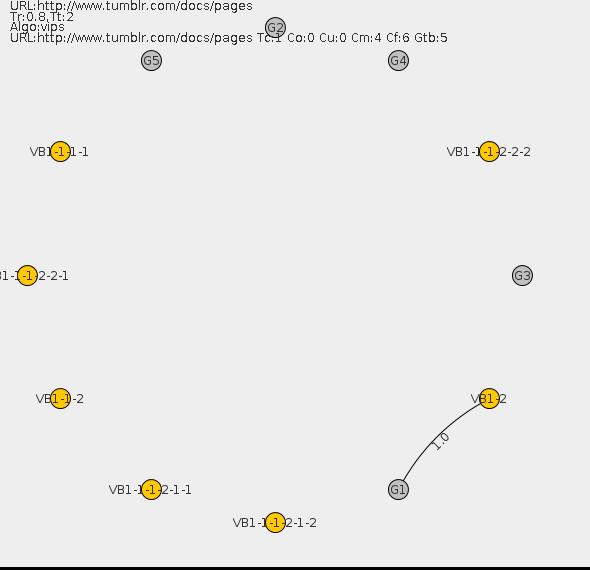 URL:http://www.tumblr.com/docs/pages
Tr:0.8,Tt:2
Algo:vips
G2
URL:http://www.tumblr.com/docs/pages Tc:1 Co:0 Cu:0 Cm:4 Cf:6 Gtb:5
G5
G4
VB1-1-1-1
VB1-1-1-2-2-2
B1-1-1-2-2-1
G3
VB1-1-2
VB1-2
1.0
VB1-1-1-2-1-1
G1
VB1-1-1-2-1-2